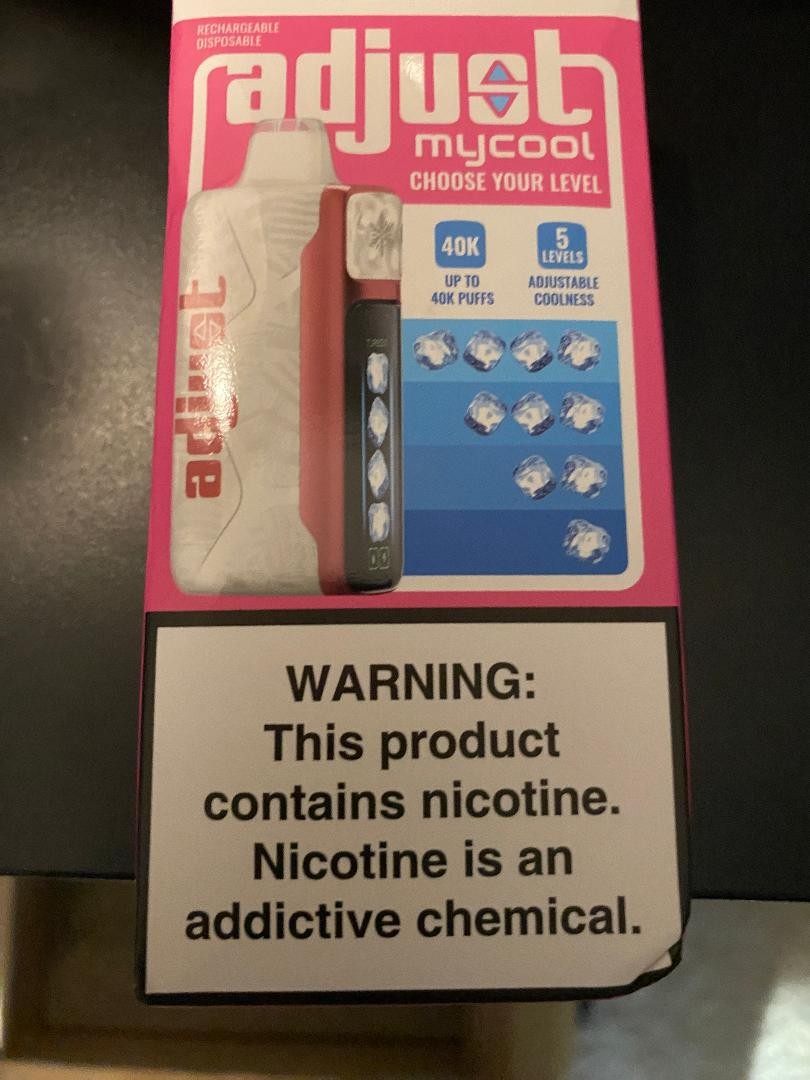 RECHARGEABLE
DISPOSABLE
adjust
mycool
CHOOSE YOUR LEVEL
40K
UP TO
40K PUFFS
5
LEVELS
ADJUSTABLE
COOLNESS
adjust
WARNING:
This product
contains nicotine.
Nicotine is an
addictive chemical.